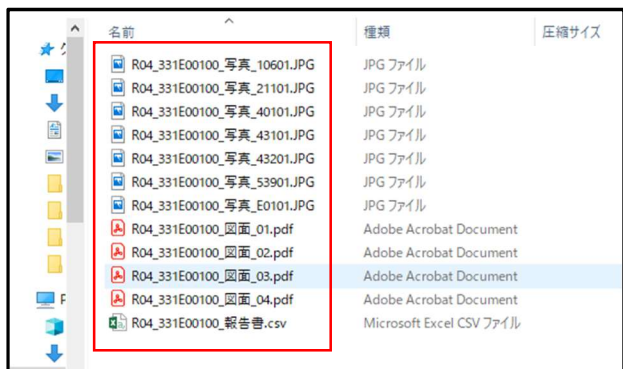 名前 種類 圧縮サイズ
R04_331E00100_写真_10601.JPG JPG ファイル
R04_331E00100_写真_21101.JPG JPG ファイル
R04_331E00100_写真_40101.JPG JPG ファイル
R04_331E00100_写真_43101.JPG JPG ファイル
R04_331E00100_写真_43201.JPG JPG ファイル
R04_331E00100_写真_53901.JPG JPG ファイル
R04_331E00100_写真_E0101.JPG JPG ファイル
R04_331E00100_図面_01.pdf Adobe Acrobat Document
R04_331E00100_図面_02.pdf Adobe Acrobat Document
R04_331E00100_図面_03.pdf Adobe Acrobat Document
R04_331E00100_図面_04.pdf Adobe Acrobat Document
R04_331E00100_報告書.csv Microsoft Excel CSV ファイル